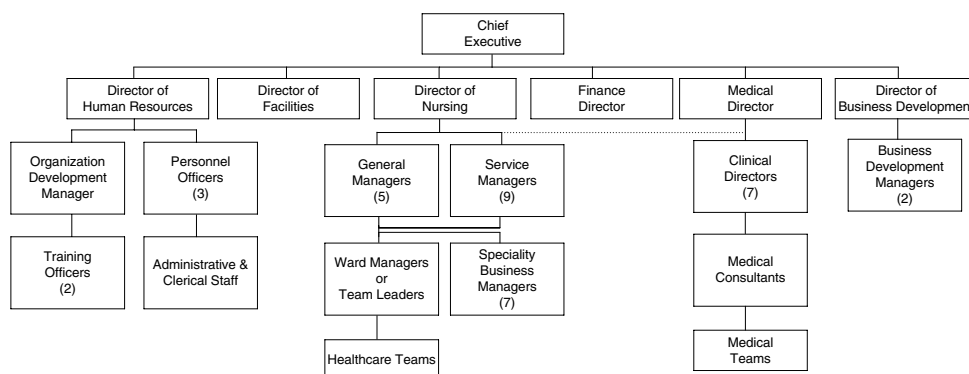 Chief
Executive
Director of
Human Resources
Director of
Facilities
Director of
Nursing
Finance
Director
Medical
Director
Director of
Business Development
Organization
Development
Manager
Personnel
Officers
(3)
General
Managers
(5)
Service
Managers
(9)
Clinical
Directors
(7)
Business
Development
Managers
(2)
Training
Officers
(2)
Administrative &
Clerical Staff
Ward Managers
or
Team Leaders
Speciality
Business
Managers
(7)
Medical
Consultants
Healthcare Teams
Medical
Teams